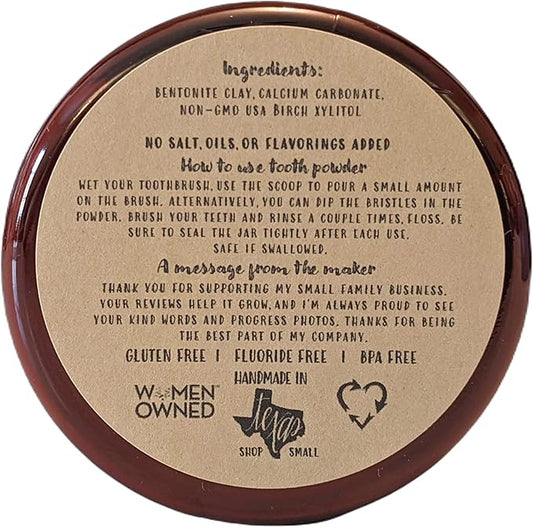 Ingredients:
BENTONITE CLAY, CALCIUM CARBONATE,
NON-GMO USA BIRCH XYLITOL
NO SALT, OILS, OR FLAVORINGS ADDED
How to use tooth powder
WET YOUR TOOTHBRUSH, USE THE SCOOP TO POUR A SMALL AMOUNT
ON THE BRUSH. ALTERNATIVELY, YOU CAN DIP THE BRISTLES IN THE
POWDER. BRUSH YOUR TEETH AND RINSE A COUPLE TIMES, FLOSS. BE
SURE TO SEAL THE JAR TIGHTLY AFTER EACH USE.
SAFE IF SWALLOWED.
A message from the maker
THANK YOU FOR SUPPORTING MY SMALL FAMILY BUSINESS.
YOUR REVIEWS HELP IT GROW, AND I'M ALWAYS PROUD TO SEE
YOUR KIND WORDS AND PROGRESS PHOTOS. THANKS FOR BEING
THE BEST PART OF MY COMPANY.
GLUTEN FREE | FLUORIDE FREE | BPA FREE
HANDMADE IN
WOMEN™
OWNED
texas
SHOP SMALL